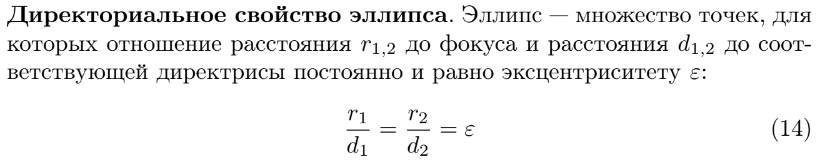 Директориальное свойство эллипса. Эллипс — множество точек, для
которых отношение расстояния r₁,₂ до фокуса и расстояния d₁,₂ до соот-
ветствующей директрисы постоянно и равно эксцентриситету ε:
r₁/d₁ = r₂/d₂ = ε (14)